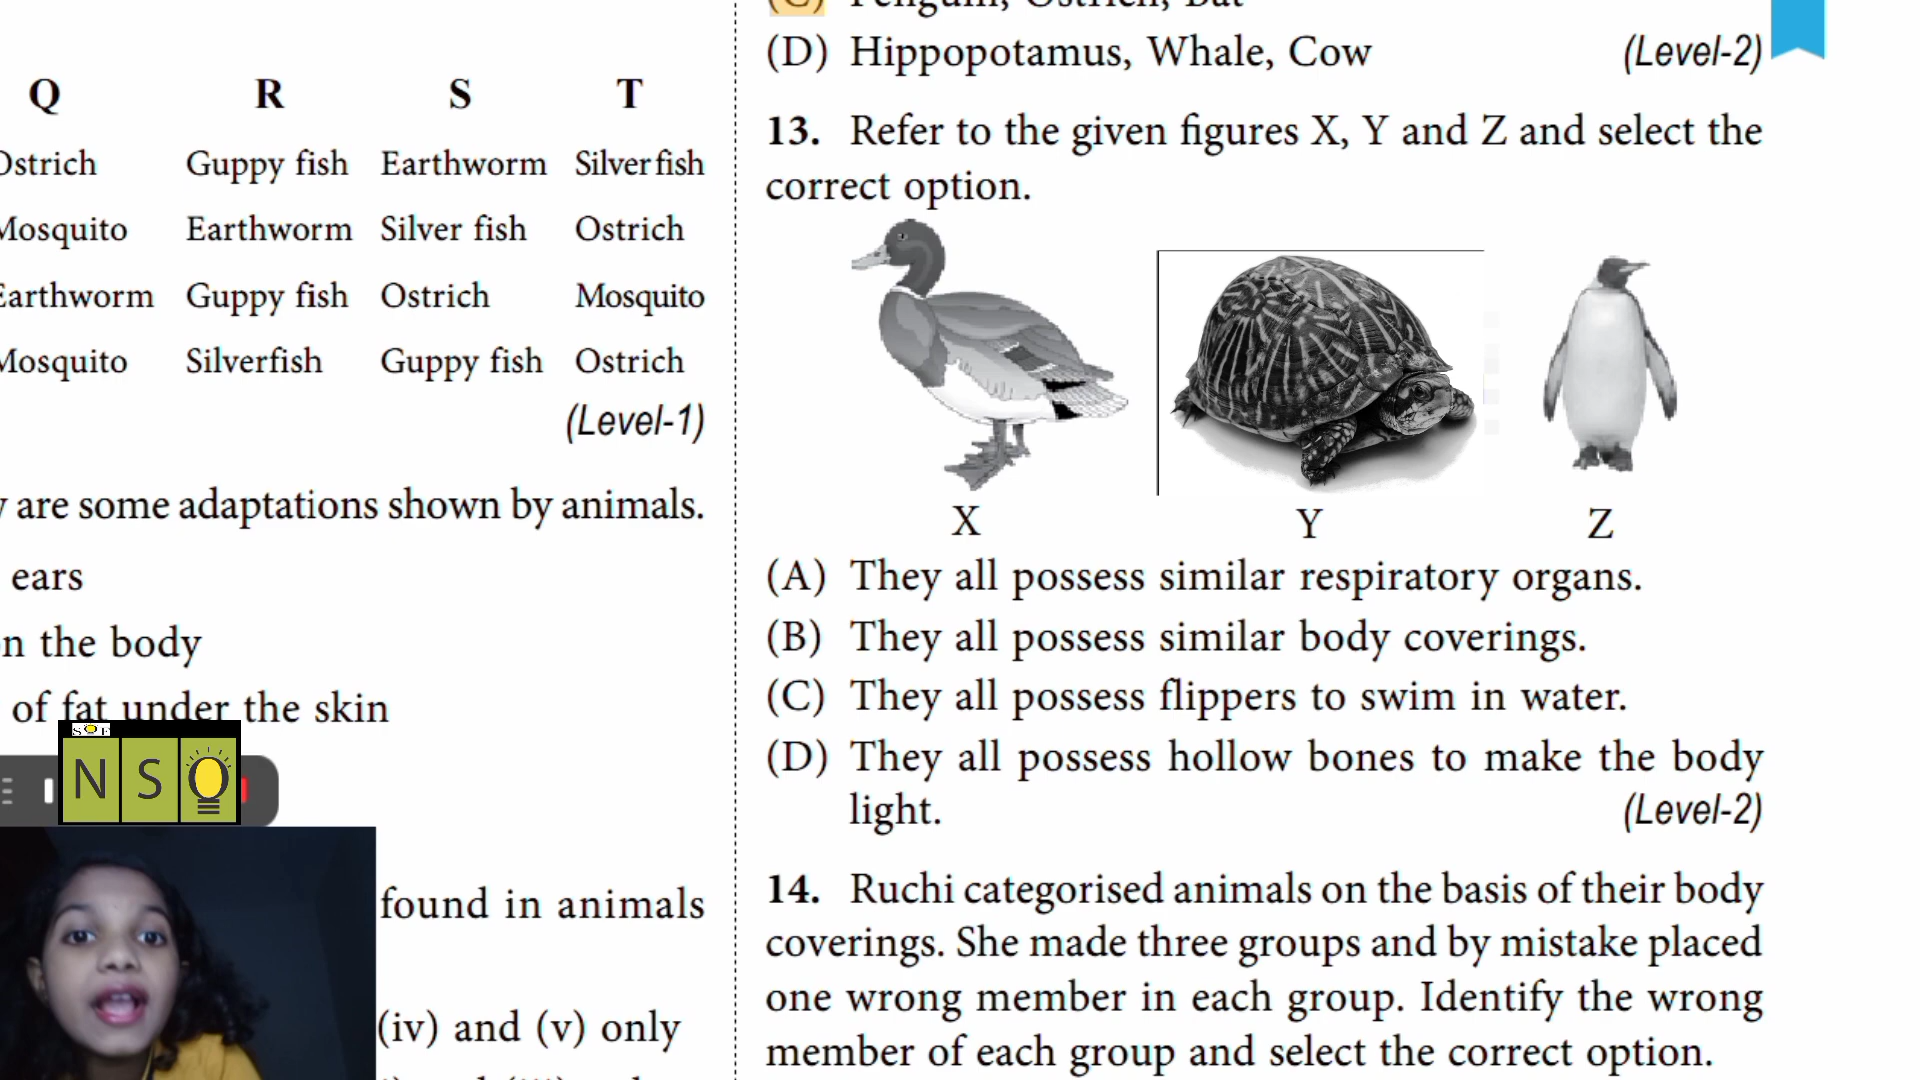 Q R S T
Ostrich Guppy fish Earthworm Silverfish
Mosquito Earthworm Silver fish Ostrich
Earthworm Guppy fish Ostrich Mosquito
Mosquito Silverfish Guppy fish Ostrich
(Level-1)
are some adaptations shown by animals.
ears
the body
of fat under the skin
SOF
NS
found in animals
(iv) and (v) only
(C) Penguin, Ostrich, Bat
(D) Hippopotamus, Whale, Cow (Level-2)
13. Refer to the given figures X, Y and Z and select the
correct option.
X Y Z
(A) They all possess similar respiratory organs.
(B) They all possess similar body coverings.
(C) They all possess flippers to swim in water.
(D) They all possess hollow bones to make the body
light. (Level-2)
14. Ruchi categorised animals on the basis of their body
coverings. She made three groups and by mistake placed
one wrong member in each group. Identify the wrong
member of each group and select the correct option.